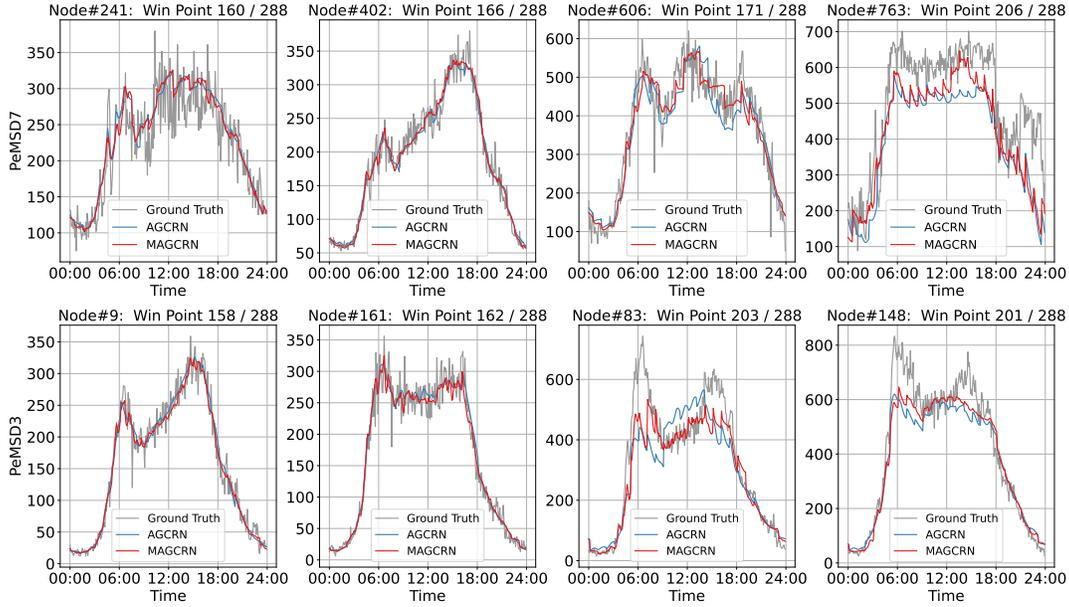 Node#241:  Win Point 160 / 288
PeMSD7
350
300
250
200
150
100
Ground Truth
AGCRN
MAGCRN
00:00 06:00 12:00 18:00 24:00
Time
Node#402:  Win Point 166 / 288
350
300
250
200
150
100
50
Ground Truth
AGCRN
MAGCRN
00:00 06:00 12:00 18:00 24:00
Time
Node#606:  Win Point 171 / 288
600
500
400
300
200
100
Ground Truth
AGCRN
MAGCRN
00:00 06:00 12:00 18:00 24:00
Time
Node#763:  Win Point 206 / 288
700
600
500
400
300
200
100
Ground Truth
AGCRN
MAGCRN
00:00 06:00 12:00 18:00 24:00
Time
Node#9:  Win Point 158 / 288
PeMSD3
350
300
250
200
150
100
50
0
Ground Truth
AGCRN
MAGCRN
00:00 06:00 12:00 18:00 24:00
Time
Node#161:  Win Point 162 / 288
350
300
250
200
150
100
50
0
Ground Truth
AGCRN
MAGCRN
00:00 06:00 12:00 18:00 24:00
Time
Node#83:  Win Point 203 / 288
600
400
200
0
Ground Truth
AGCRN
MAGCRN
00:00 06:00 12:00 18:00 24:00
Time
Node#148:  Win Point 201 / 288
800
600
400
200
0
Ground Truth
AGCRN
MAGCRN
00:00 06:00 12:00 18:00 24:00
Time